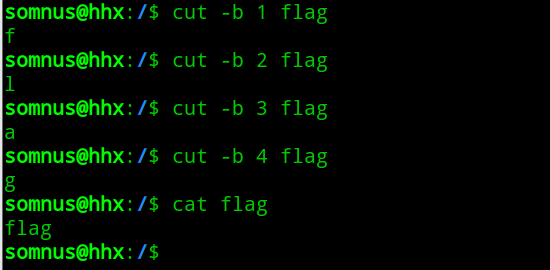 somnus@hhx:/$ cut -b 1 flag
f
somnus@hhx:/$ cut -b 2 flag
l
somnus@hhx:/$ cut -b 3 flag
a
somnus@hhx:/$ cut -b 4 flag
g
somnus@hhx:/$ cat flag
flag
somnus@hhx:/$